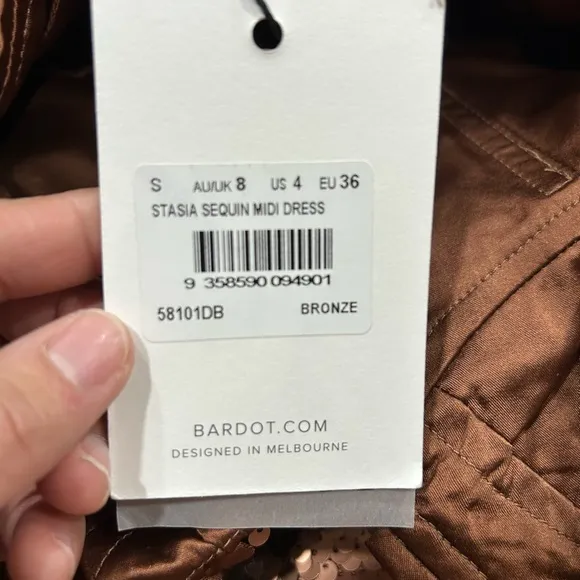 S AU/UK 8 US 4 EU 36
STASIA SEQUIN MIDI DRESS
9 358590 094901
58101DB BRONZE
BARDOT.COM
DESIGNED IN MELBOURNE